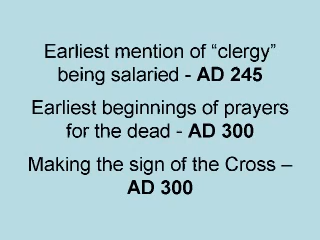 Earliest mention of “clergy”
being salaried - AD 245
Earliest beginnings of prayers
for the dead - AD 300
Making the sign of the Cross –
AD 300